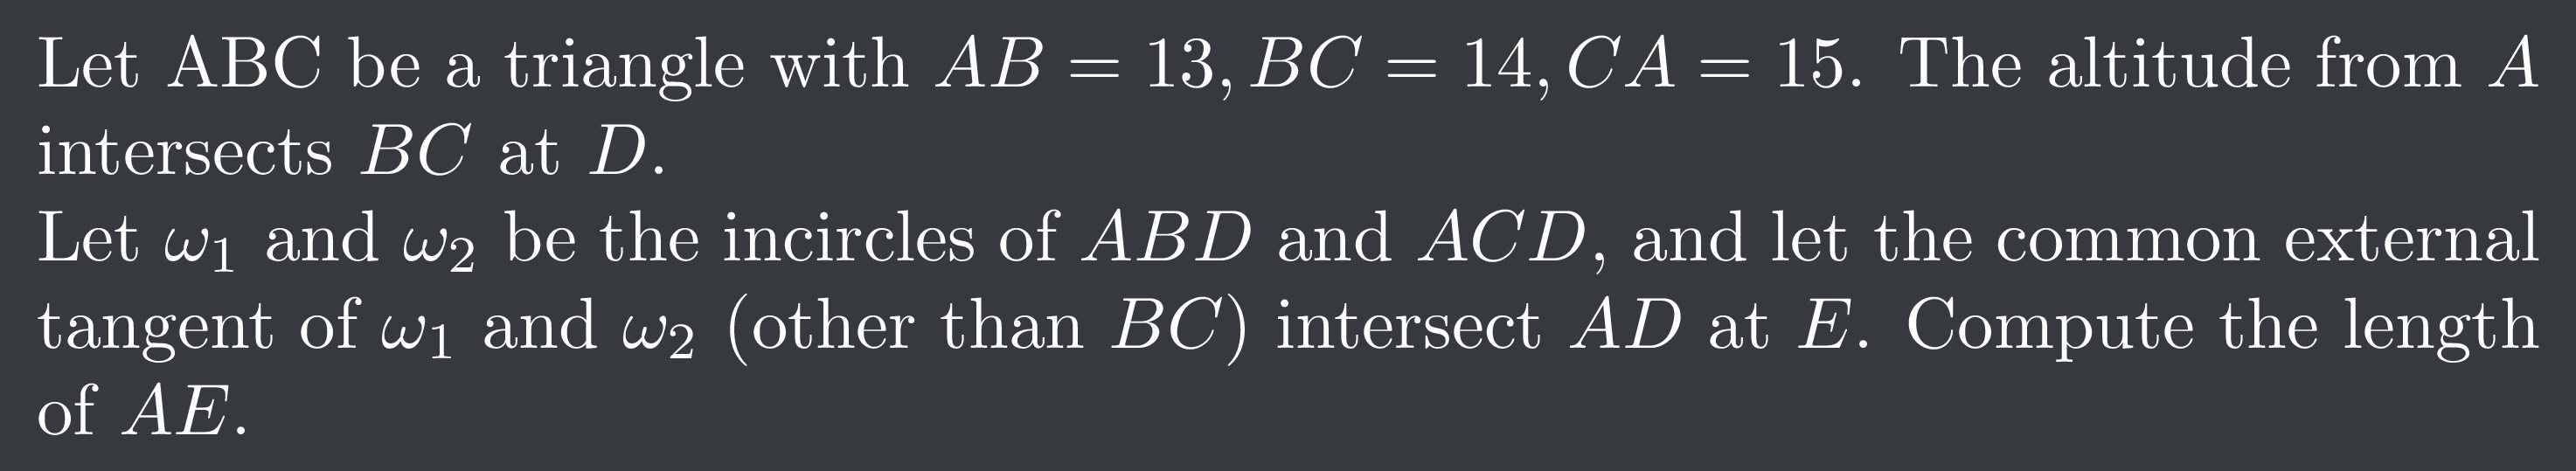 Let ABC be a triangle with AB = 13, BC = 14, CA = 15. The altitude from A
intersects BC at D.
Let ω₁ and ω₂ be the incircles of ABD and ACD, and let the common external
tangent of ω₁ and ω₂ (other than BC) intersect AD at E. Compute the length
of AE.